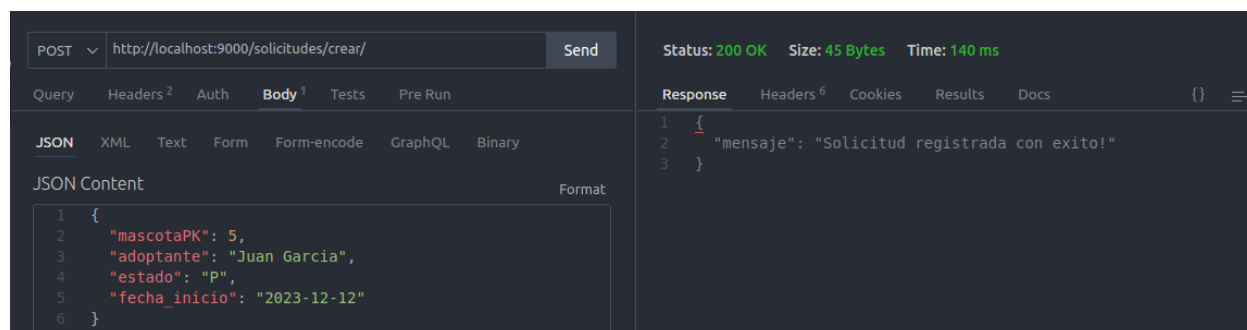 POST http://localhost:9000/solicitudes/crear/ Send
Query Headers 2 Auth Body 1 Tests Pre Run
JSON XML Text Form Form-encode GraphQL Binary
JSON Content Format
1 {
2 "mascotaPK": 5,
3 "adoptante": "Juan Garcia",
4 "estado": "P",
5 "fecha_inicio": "2023-12-12"
6 }
Status: 200 OK Size: 45 Bytes Time: 140 ms
Response Headers 6 Cookies Results Docs {}
1 {
2 "mensaje": "Solicitud registrada con exito!"
3 }